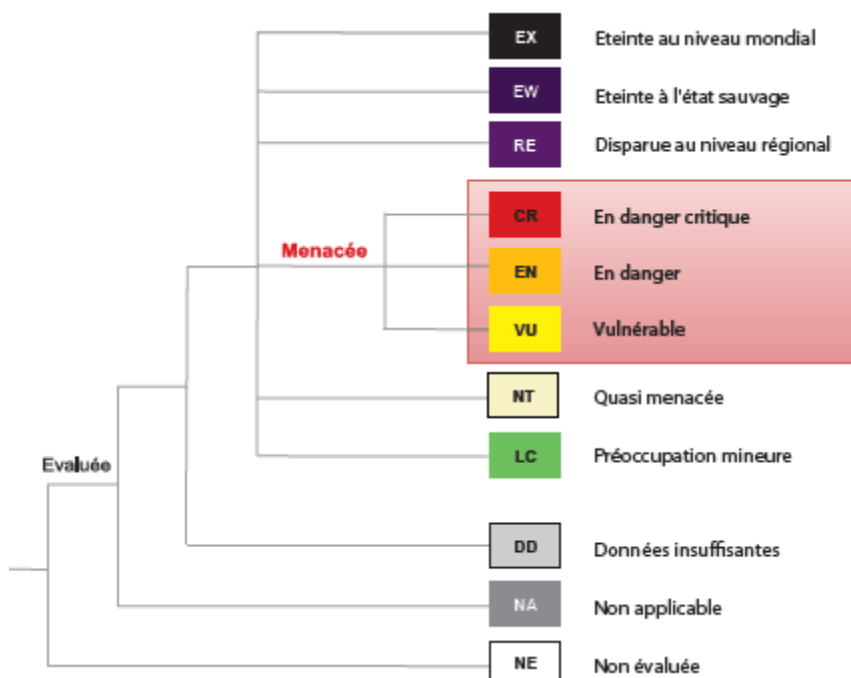 EX Eteinte au niveau mondial
EW Eteinte à l'état sauvage
RE Disparue au niveau régional
CR En danger critique
Menacée
EN En danger
VU Vulnérable
NT Quasi menacée
LC Préoccupation mineure
Evaluée
DD Données insuffisantes
NA Non applicable
NE Non évaluée